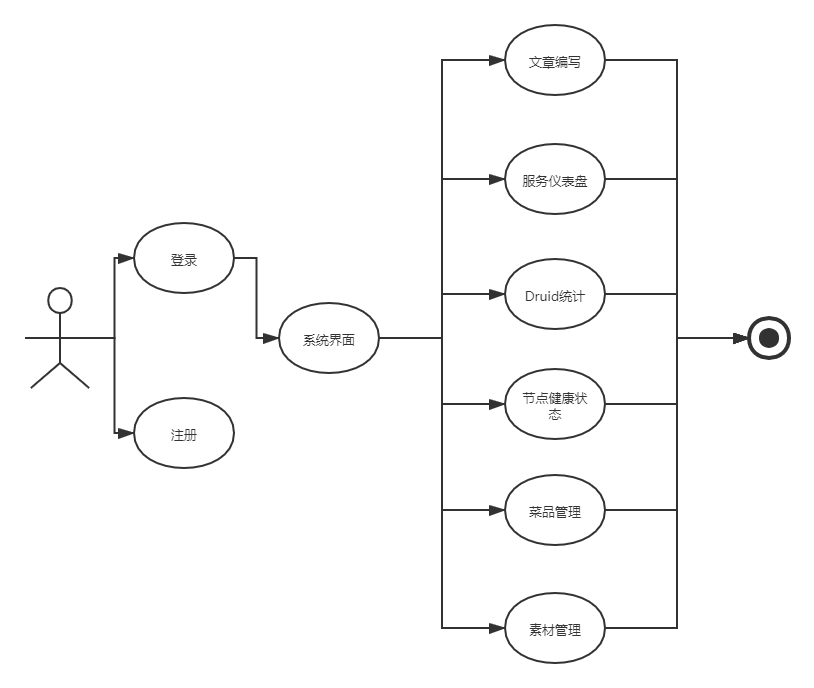 文章编写
服务仪表盘
登录
Druid统计
系统界面
节点健康状
态
注册
菜品管理
素材管理